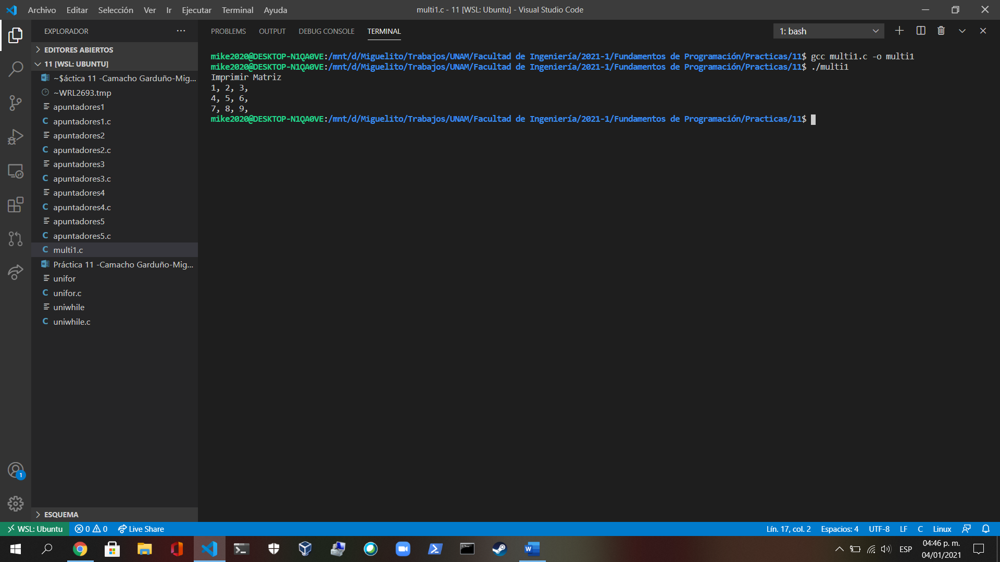 Archivo Editar Selección Ver Ir Ejecutar Terminal Ayuda
multi1.c - 11 [WSL: Ubuntu] - Visual Studio Code
EXPLORADOR
EDITORES ABIERTOS
11 [WSL: UBUNTU]
~$áctica 11 -Camacho Garduño-Mig...
~WRL2693.tmp
apuntadores1
apuntadores1.c
apuntadores2
apuntadores2.c
apuntadores3
apuntadores3.c
apuntadores4
apuntadores4.c
apuntadores5
apuntadores5.c
multi1.c
Práctica 11 -Camacho Garduño-Mig...
unifor
unifor.c
uniwhile
uniwhile.c
ESQUEMA
PROBLEMS OUTPUT DEBUG CONSOLE TERMINAL
1: bash
mike2020@DESKTOP-N1QA0VE:/mnt/d/Miguelito/Trabajos/UNAM/Facultad de Ingeniería/2021-1/Fundamentos de Programación/Practicas/11$ gcc multi1.c -o multi1
mike2020@DESKTOP-N1QA0VE:/mnt/d/Miguelito/Trabajos/UNAM/Facultad de Ingeniería/2021-1/Fundamentos de Programación/Practicas/11$ ./multi1
Imprimir Matriz
1, 2, 3,
4, 5, 6,
7, 8, 9,
mike2020@DESKTOP-N1QA0VE:/mnt/d/Miguelito/Trabajos/UNAM/Facultad de Ingeniería/2021-1/Fundamentos de Programación/Practicas/11$
1
WSL: Ubuntu 0 0 Live Share
Lín. 17, col. 2 Espacios: 4 UTF-8 LF C Linux
ESP
04:46 p. m.
04/01/2021